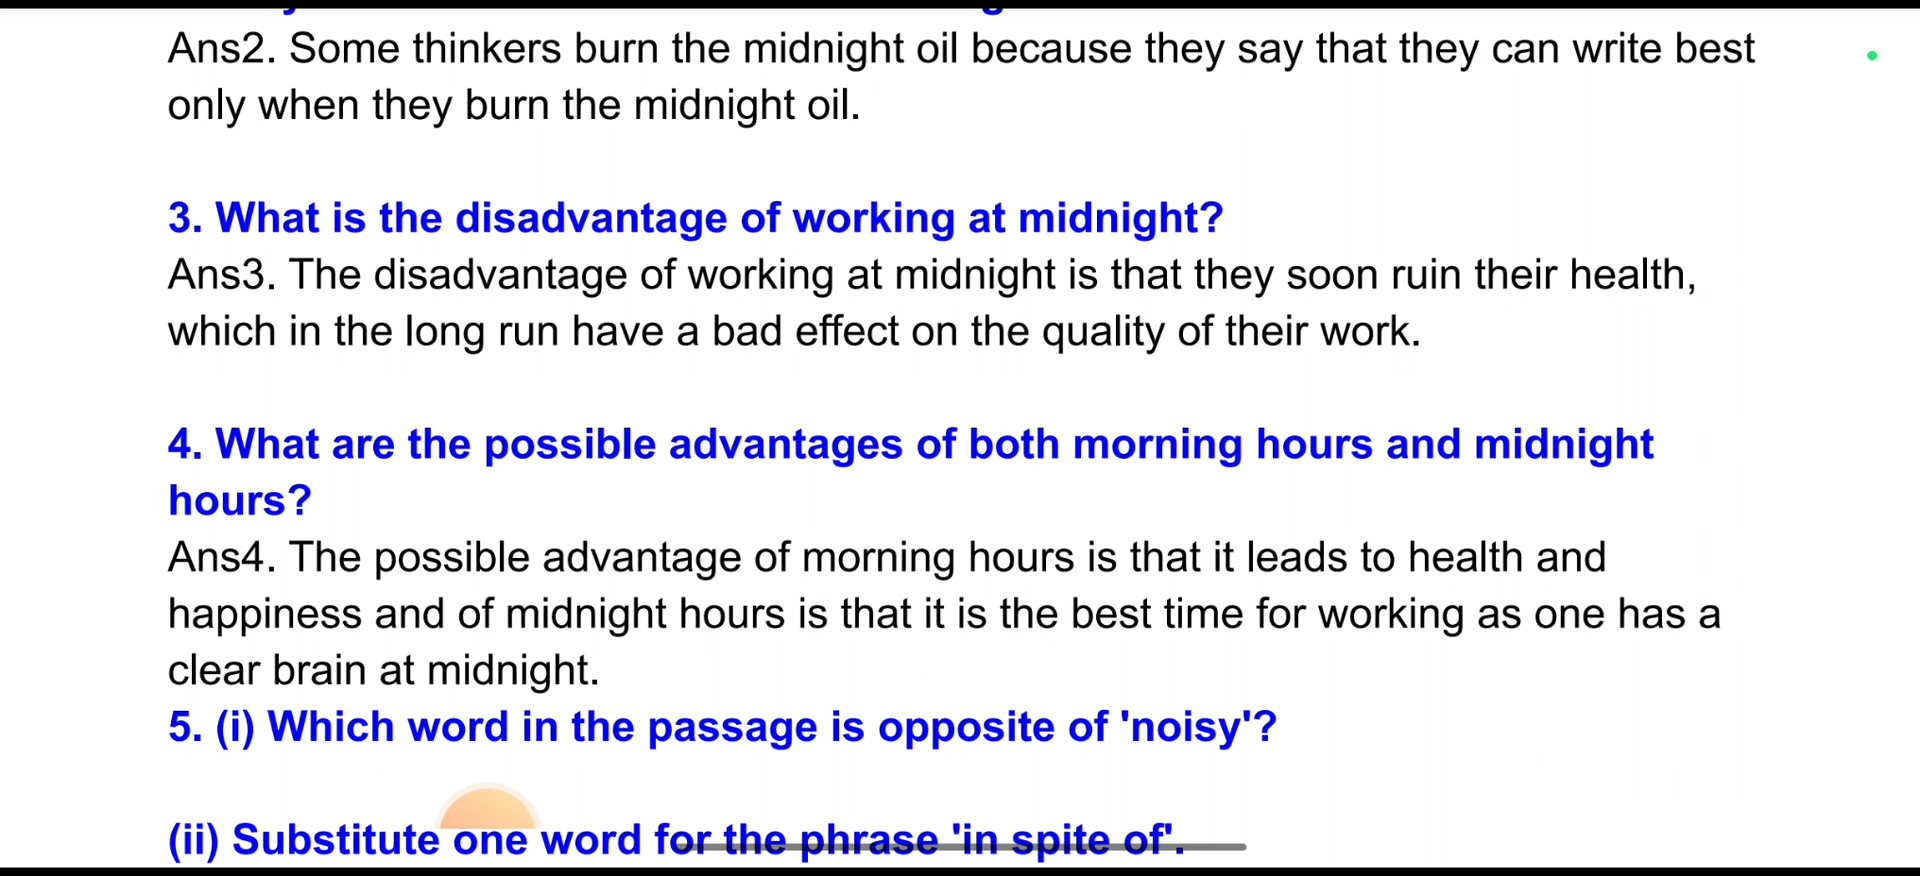 Ans2. Some thinkers burn the midnight oil because they say that they can write best
only when they burn the midnight oil.
3. What is the disadvantage of working at midnight?
Ans3. The disadvantage of working at midnight is that they soon ruin their health,
which in the long run have a bad effect on the quality of their work.
4. What are the possible advantages of both morning hours and midnight
hours?
Ans4. The possible advantage of morning hours is that it leads to health and
happiness and of midnight hours is that it is the best time for working as one has a
clear brain at midnight.
5. (i) Which word in the passage is opposite of 'noisy'?
(ii) Substitute one word for the phrase 'in spite of'.